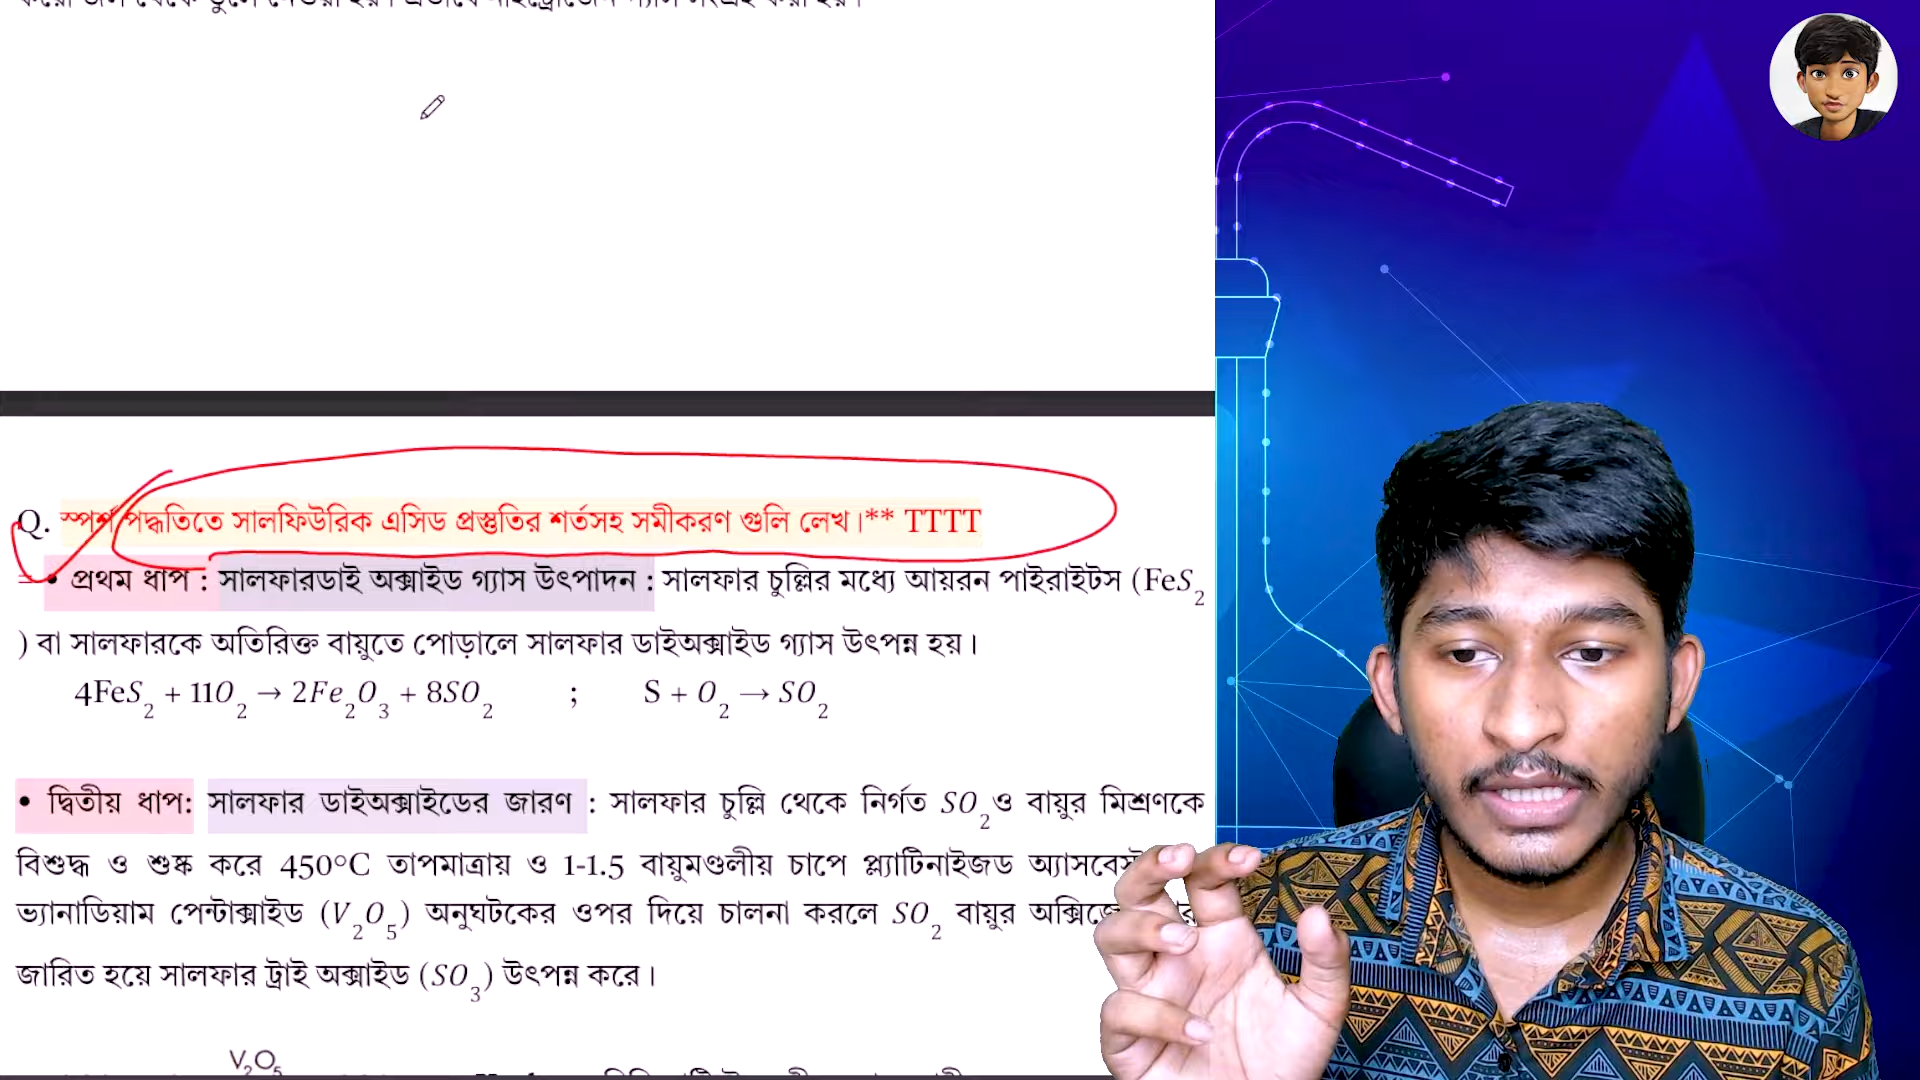 Q. স্পর্শ পদ্ধতিতে সালফিউরিক এসিড প্রস্তুতির শর্তসহ সমীকরণ গুলি লেখ।** TTTT
= • প্রথম ধাপ : সালফারডাই অক্সাইড গ্যাস উৎপাদন : সালফার চুল্লির মধ্যে আয়রন পাইরাইটস (FeS₂
) বা সালফারকে অতিরিক্ত বায়ুতে পোড়ালে সালফার ডাইঅক্সাইড গ্যাস উৎপন্ন হয়।
4FeS₂ + 11O₂ → 2Fe₂O₃ + 8SO₂ ; S + O₂ → SO₂
• দ্বিতীয় ধাপ: সালফার ডাইঅক্সাইডের জারণ : সালফার চুল্লি থেকে নির্গত SO₂ ও বায়ুর মিশ্রণকে
বিশুদ্ধ ও শুষ্ক করে 450°C তাপমাত্রায় ও 1-1.5 বায়ুমণ্ডলীয় চাপে প্ল্যাটিনাইজড
ভ্যানাডিয়াম পেন্টাক্সাইড (V₂O₅) অনুঘটকের ওপর দিয়ে চালনা করলে SO₂ বায়ুর
জারিত হয়ে সালফার ট্রাই অক্সাইড (SO₃) উৎপন্ন করে।
V₂O₅